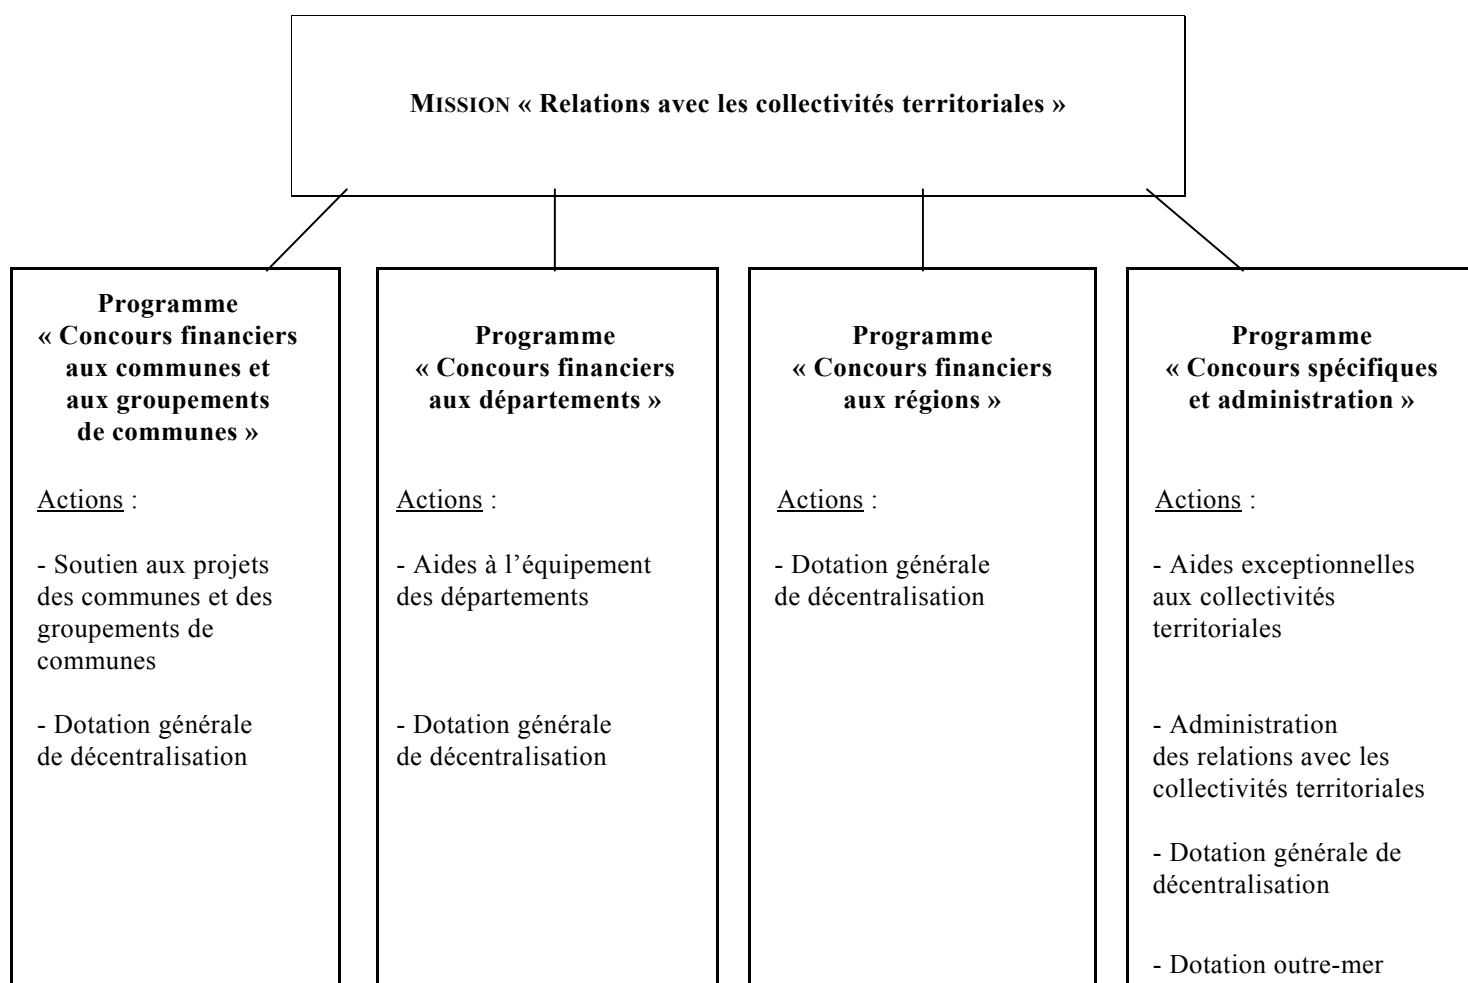 MISSION « Relations avec les collectivités territoriales »
Programme
« Concours financiers
aux communes et
aux groupements
de communes »
Actions :
- Soutien aux projets
des communes et des
groupements de
communes
- Dotation générale
de décentralisation
Programme
« Concours financiers
aux départements »
Actions :
- Aides à l’équipement
des départements
- Dotation générale
de décentralisation
Programme
« Concours financiers
aux régions »
Actions :
- Dotation générale
de décentralisation
Programme
« Concours spécifiques
et administration »
Actions :
- Aides exceptionnelles
aux collectivités
territoriales
- Administration
des relations avec les
collectivités territoriales
- Dotation générale de
décentralisation
- Dotation outre-mer